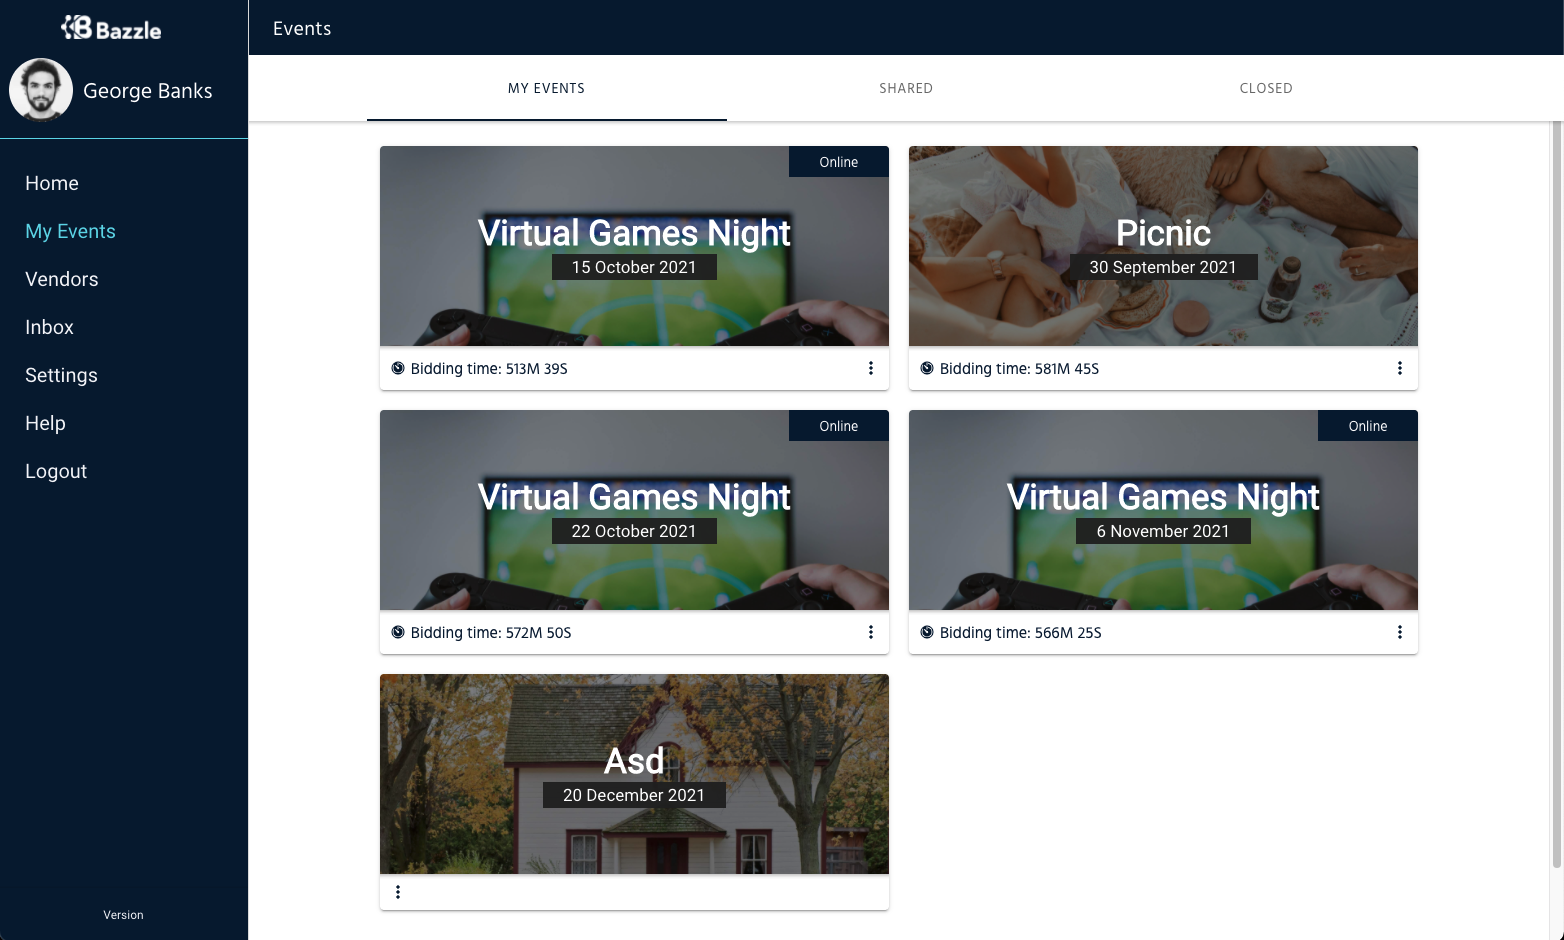 Bazzle
George Banks
Home
My Events
Vendors
Inbox
Settings
Help
Logout
Version
Events
MY EVENTS
SHARED
CLOSED
Online
Virtual Games Night
15 October 2021
Bidding time: 513M 39S
Picnic
30 September 2021
Bidding time: 581M 45S
Online
Virtual Games Night
22 October 2021
Bidding time: 572M 50S
Online
Virtual Games Night
6 November 2021
Bidding time: 566M 25S
Asd
20 December 2021